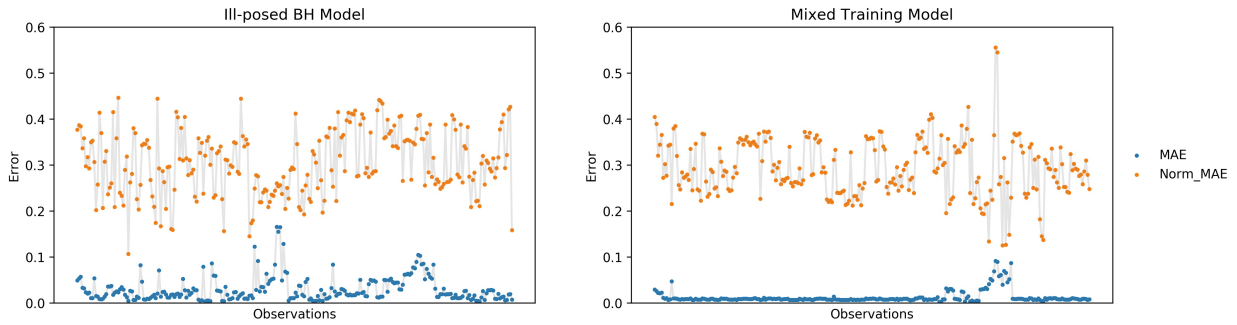 Ill-posed BH Model
0.6
0.5
0.4
0.3
0.2
0.1
0.0
Error
Observations
Mixed Training Model
0.6
0.5
0.4
0.3
0.2
0.1
0.0
Error
Observations
MAE
Norm_MAE